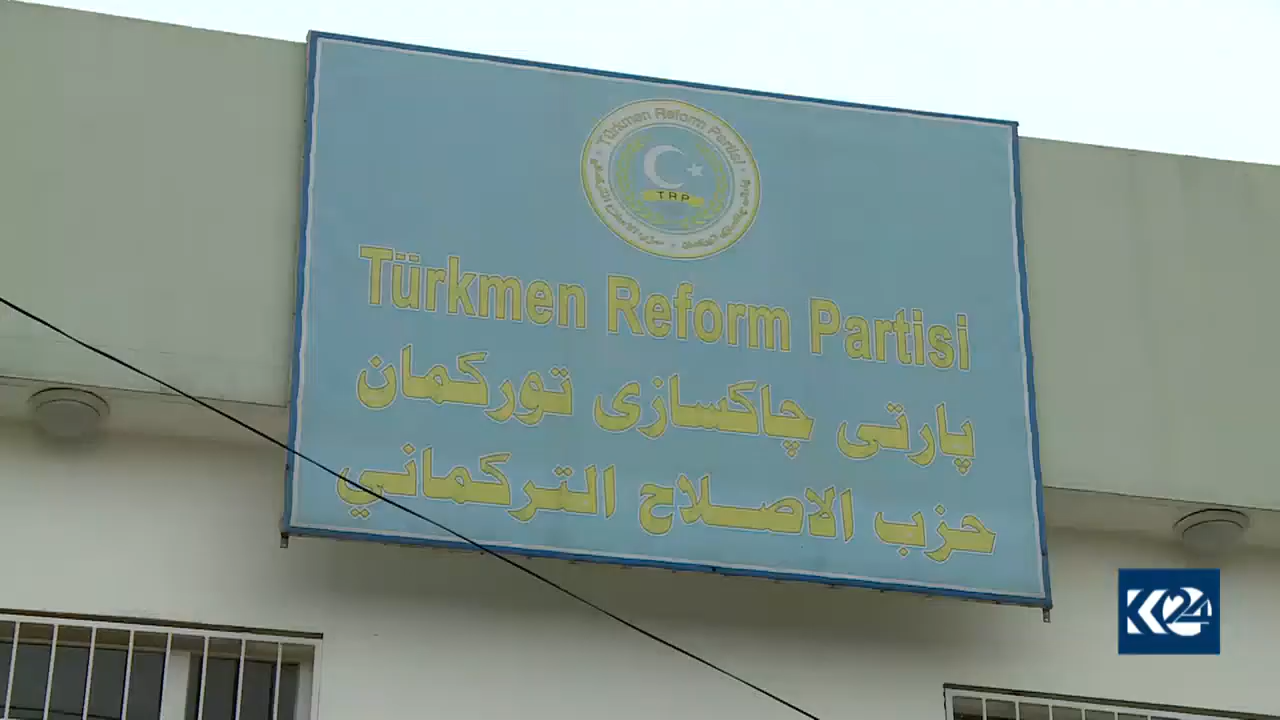 Türkmen Reform Partisi
TRP
Türkmen Reform Partisi
پارتی چاکسازی تورکمان
حزب الاصلاح التركماني
K24